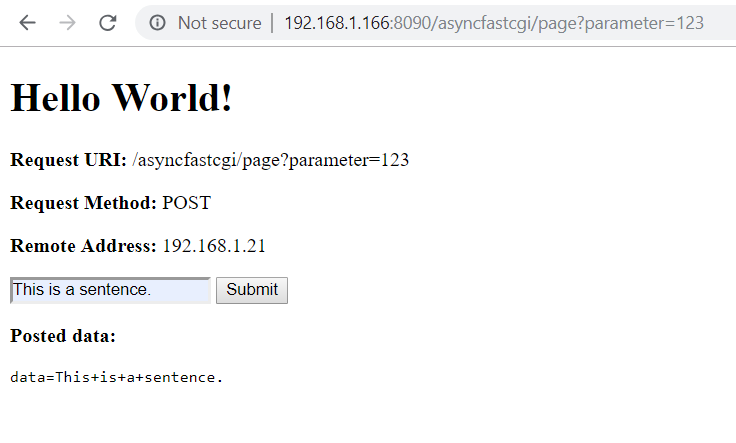 Not secure | 192.168.1.166:8090/asyncfastcgi/page?parameter=123
Hello World!
Request URI: /asyncfastcgi/page?parameter=123
Request Method: POST
Remote Address: 192.168.1.21
This is a sentence. Submit
Posted data:
data=This+is+a+sentence.